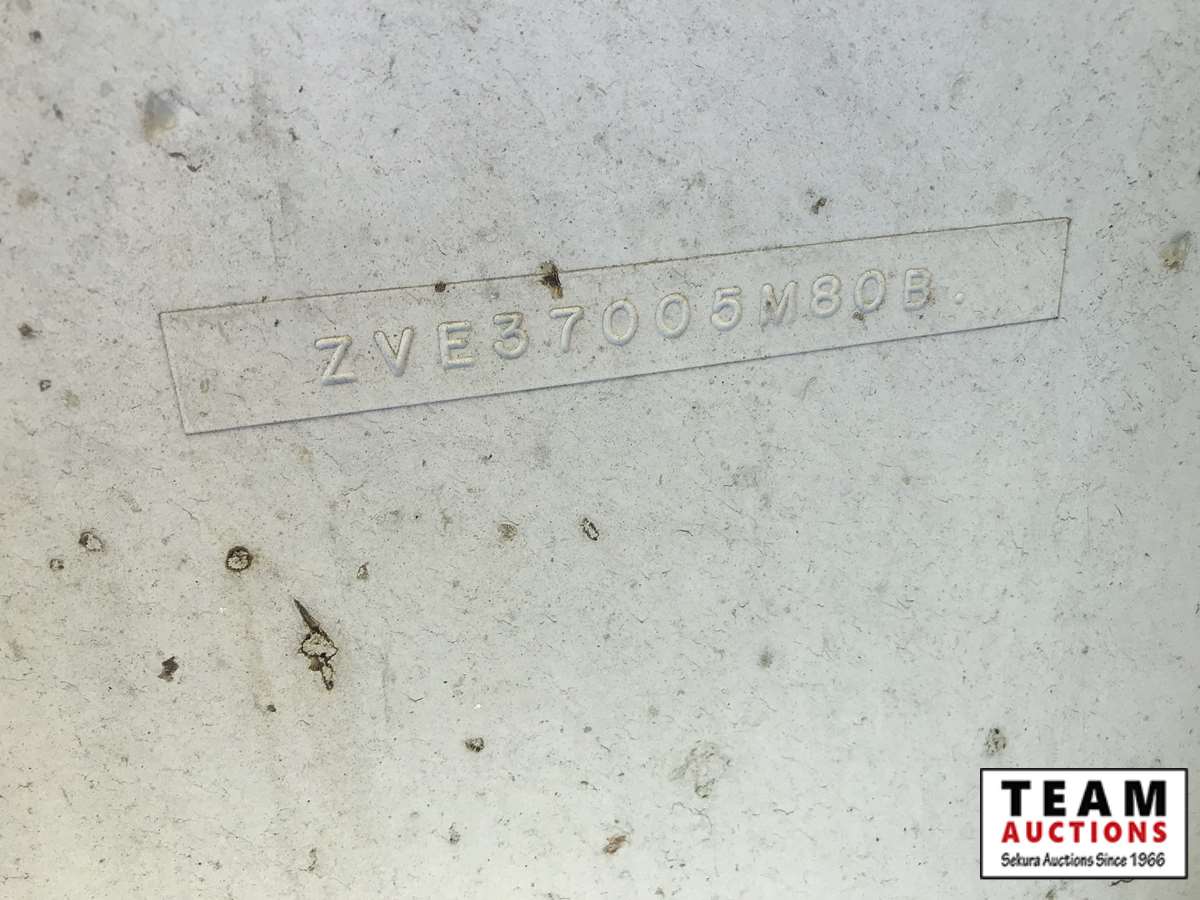 ZVE37005M80B.
TEAM
AUCTIONS
Sekura Auctions Since 1966